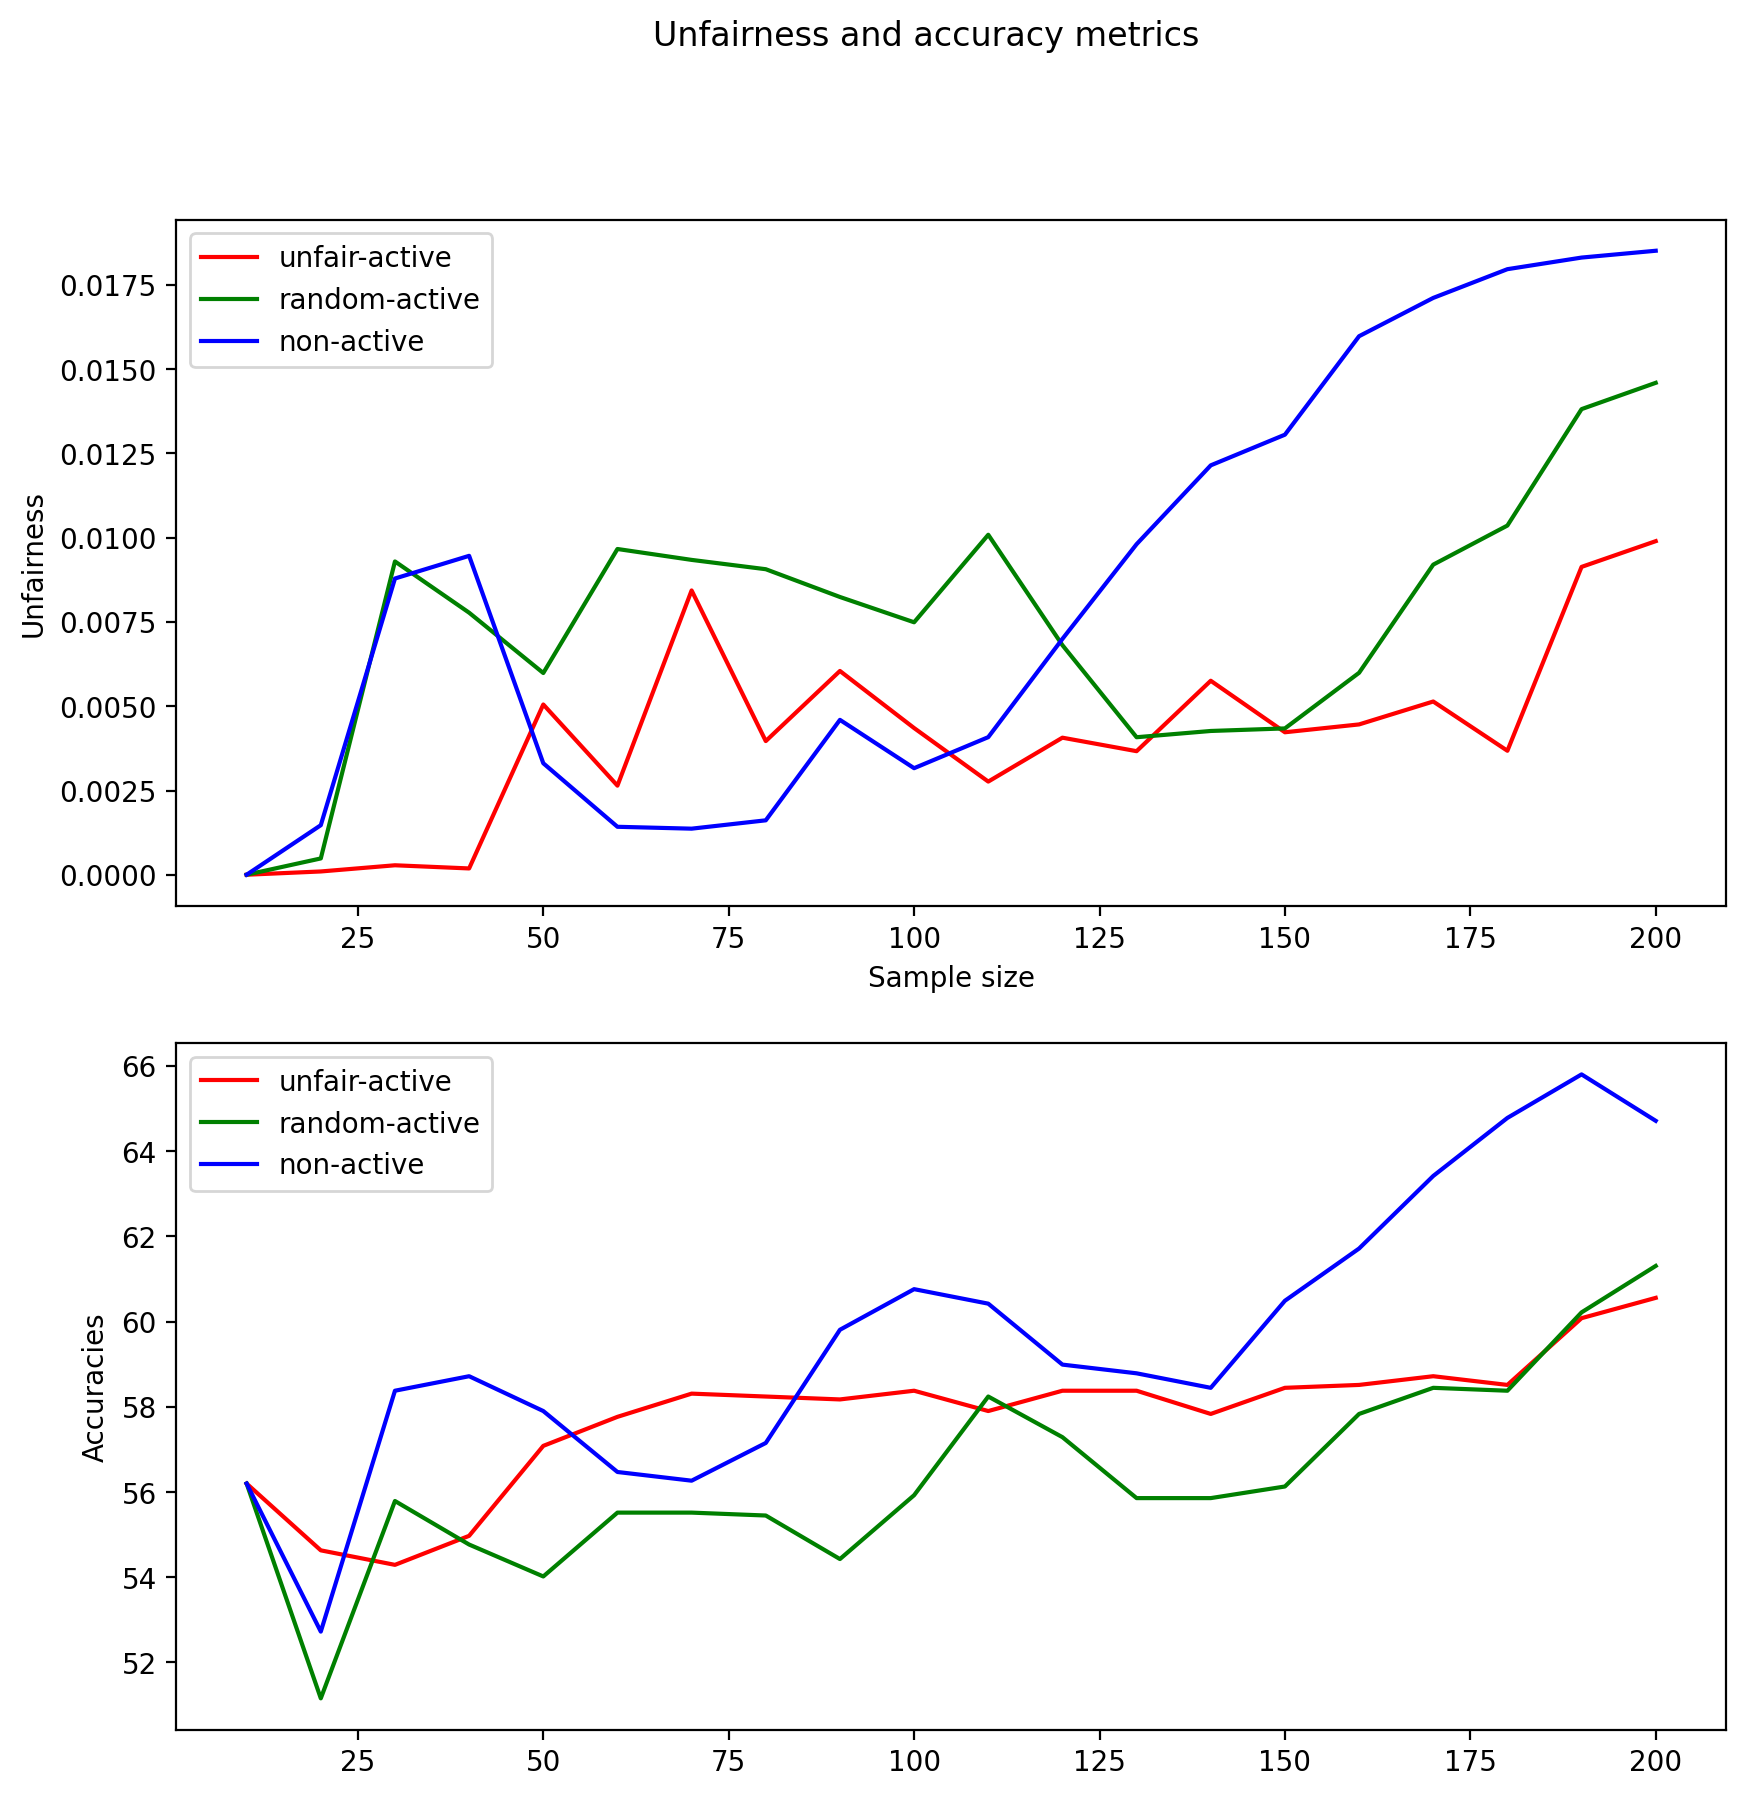 Unfairness and accuracy metrics
unfair-active
random-active
non-active
0.0175
0.0150
0.0125
0.0100
0.0075
0.0050
0.0025
0.0000
Unfairness
25 50 75 100 125 150 175 200
Sample size
unfair-active
random-active
non-active
66
64
62
60
58
56
54
52
Accuracies
25 50 75 100 125 150 175 200